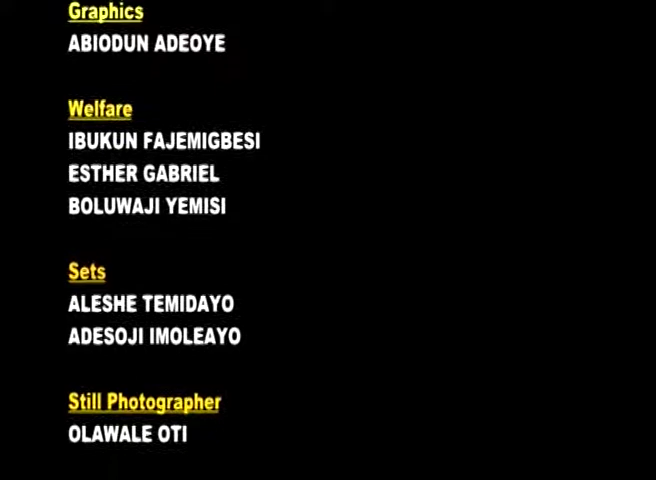 Graphics
ABIODUN ADEOYE
Welfare
IBUKUN FAJEMIGBESI
ESTHER GABRIEL
BOLUWAJI YEMISI
Sets
ALESHE TEMIDAYO
ADESOJI IMOLEAYO
Still Photographer
OLAWALE OTI